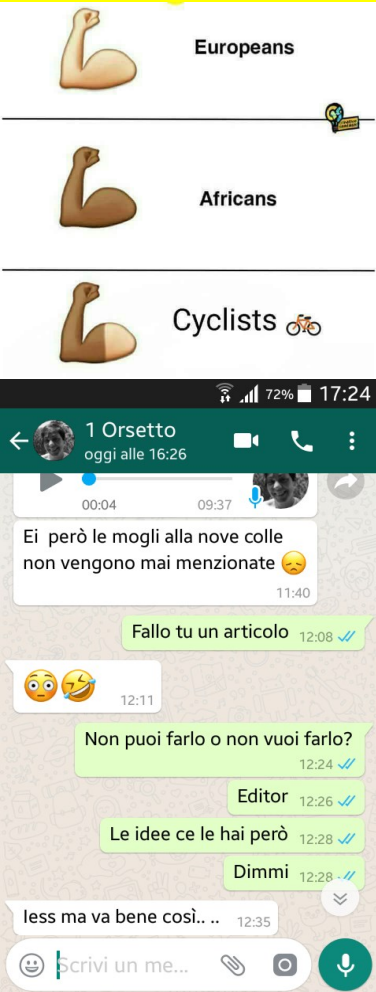 Europeans
Africans
Cyclists
72% 17:24
1 Orsetto
oggi alle 16:26
00:04 09:37
Ei però le mogli alla nove colle
non vengono mai menzionate
11:40
Fallo tu un articolo 12:08
12:11
Non puoi farlo o non vuoi farlo?
12:24
Editor 12:26
Le idee ce le hai però 12:28
Dimmi 12:28
Iess ma va bene così.. .. 12:35
Scrivi un me...